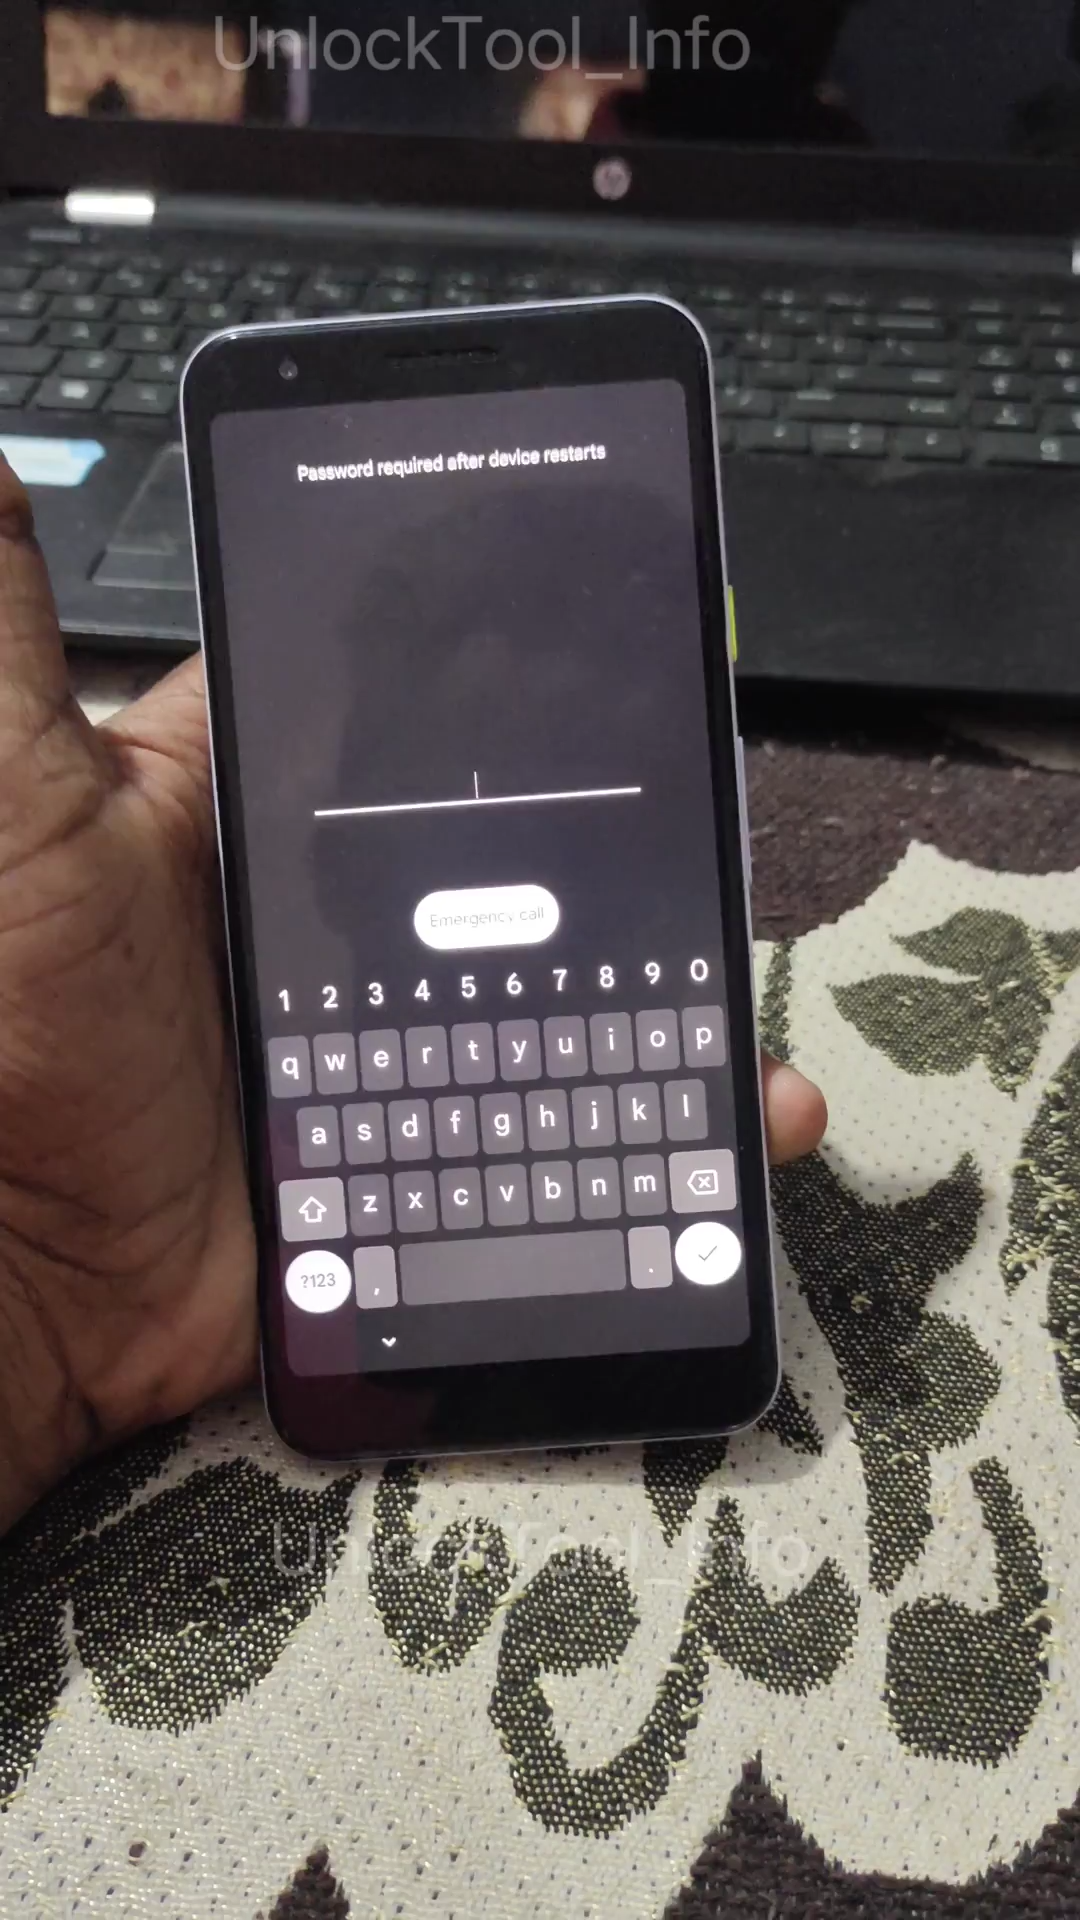 UnlockTool_Info
Password required after device restarts
Emergency call
1 2 3 4 5 6 7 8 9 0
q w e r t y u i o p
a s d f g h j k l
z x c v b n m
?123 , .
UnlockTool_Info